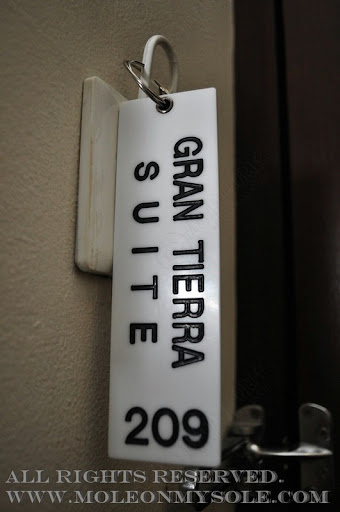 GRAN TIERRA
SUITE
209
ALL RIGHTS RESERVED.
WWW.MOLEONMYSOLE.COM